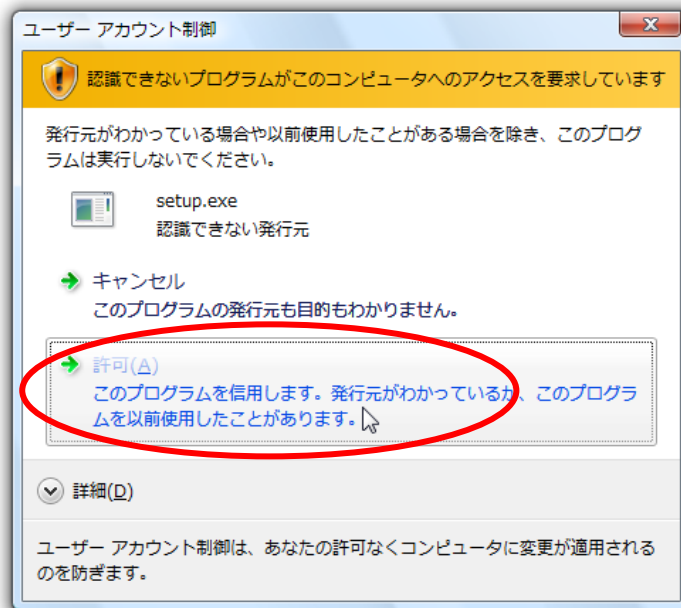 ユーザー アカウント制御
認識できないプログラムがこのコンピュータへのアクセスを要求しています
発行元がわかっている場合や以前使用したことがある場合を除き、このプログ
ラムは実行しないでください。
setup.exe
認識できない発行元
キャンセル
このプログラムの発行元も目的もわかりません。
許可(A)
このプログラムを信用します。発行元がわかっているか、このプログラ
ムを以前使用したことがあります。
詳細(D)
ユーザー アカウント制御は、あなたの許可なくコンピュータに変更が適用される
のを防ぎます。